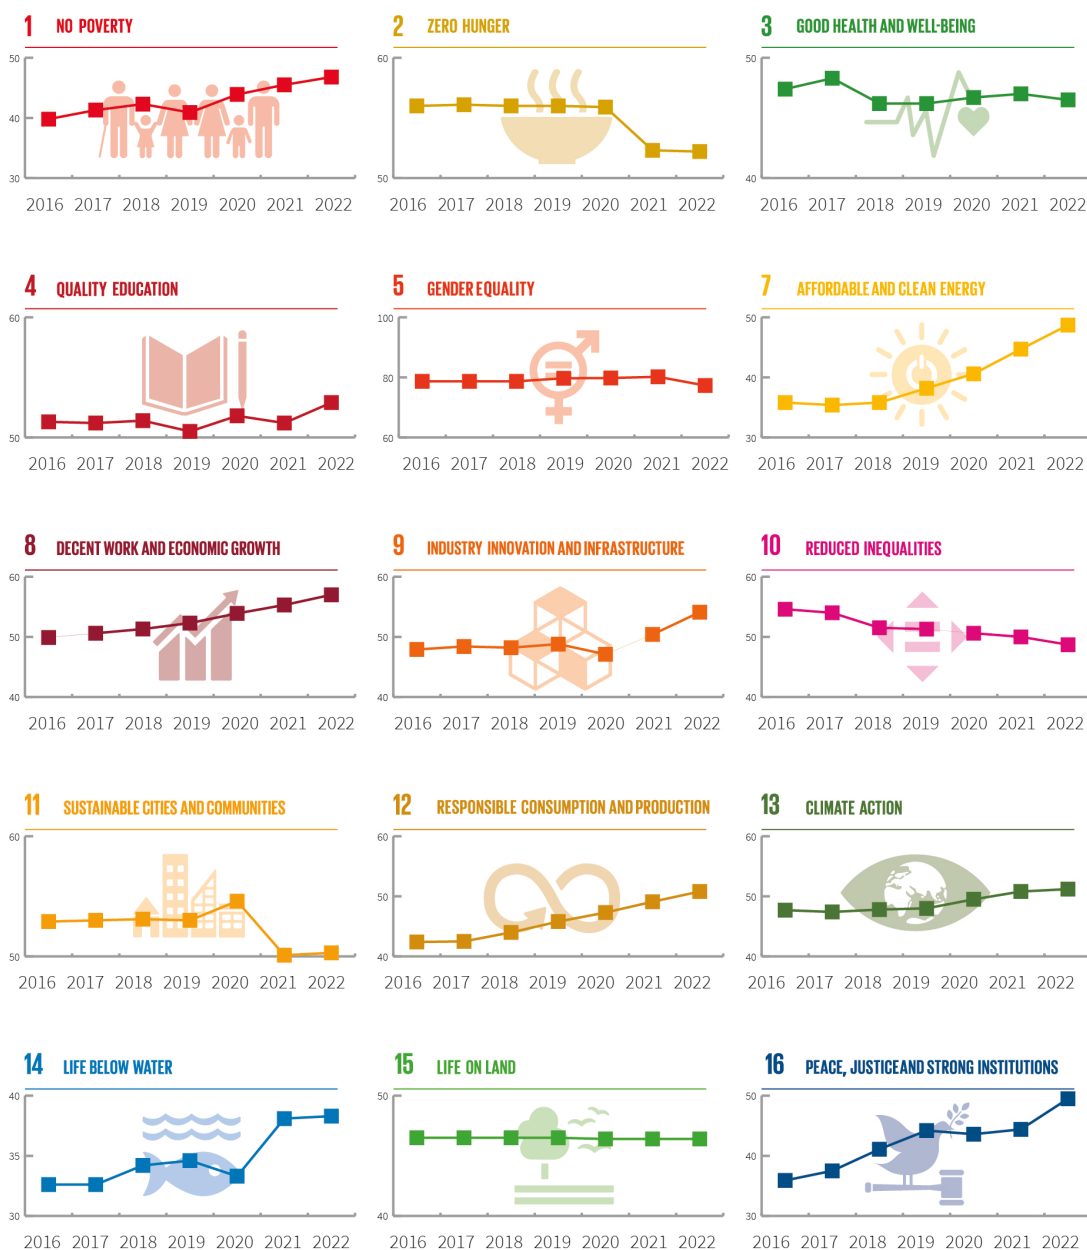 1 NO POVERTY
50
40
30
2016 2017 2018 2019 2020 2021 2022
2 ZERO HUNGER
60
50
2016 2017 2018 2019 2020 2021 2022
3 GOOD HEALTH AND WELL-BEING
50
40
2016 2017 2018 2019 2020 2021 2022
4 QUALITY EDUCATION
60
50
2016 2017 2018 2019 2020 2021 2022
5 GENDER EQUALITY
100
80
60
2016 2017 2018 2019 2020 2021 2022
7 AFFORDABLE AND CLEAN ENERGY
50
40
30
2016 2017 2018 2019 2020 2021 2022
8 DECENT WORK AND ECONOMIC GROWTH
60
50
40
2016 2017 2018 2019 2020 2021 2022
9 INDUSTRY INNOVATION AND INFRASTRUCTURE
60
50
40
2016 2017 2018 2019 2020 2021 2022
10 REDUCED INEQUALITIES
60
50
40
2016 2017 2018 2019 2020 2021 2022
11 SUSTAINABLE CITIES AND COMMUNITIES
60
50
2016 2017 2018 2019 2020 2021 2022
12 RESPONSIBLE CONSUMPTION AND PRODUCTION
60
50
40
2016 2017 2018 2019 2020 2021 2022
13 CLIMATE ACTION
60
50
40
2016 2017 2018 2019 2020 2021 2022
14 LIFE BELOW WATER
40
35
30
2016 2017 2018 2019 2020 2021 2022
15 LIFE ON LAND
50
40
2016 2017 2018 2019 2020 2021 2022
16 PEACE, JUSTICE AND STRONG INSTITUTIONS
50
40
30
2016 2017 2018 2019 2020 2021 2022